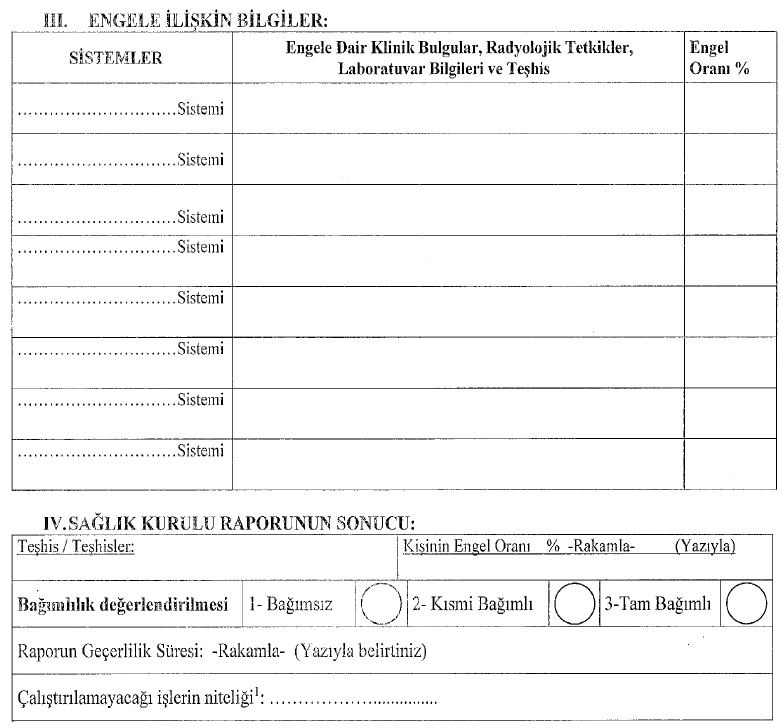 III. ENGELE İLİŞKİN BİLGİLER:
SİSTEMLER
Engele Dair Klinik Bulgular, Radyolojik Tetkikler,
Laboratuvar Bilgileri ve Teşhis
Engel
Oranı %
............................Sistemi
............................Sistemi
............................Sistemi
............................Sistemi
............................Sistemi
............................Sistemi
............................Sistemi
............................Sistemi
IV.SAĞLIK KURULU RAPORUNUN SONUCU:
Teşhis / Teşhisler:
Kişinin Engel Oranı % -Rakamla- (Yazıyla)
Bağımlılık değerlendirilmesi 1- Bağımsız 2- Kısmi Bağımlı 3-Tam Bağımlı
Raporun Geçerlilik Süresi: -Rakamla- (Yazıyla belirtiniz)
Çalıştırılamayacağı işlerin niteliği¹: ………………...............